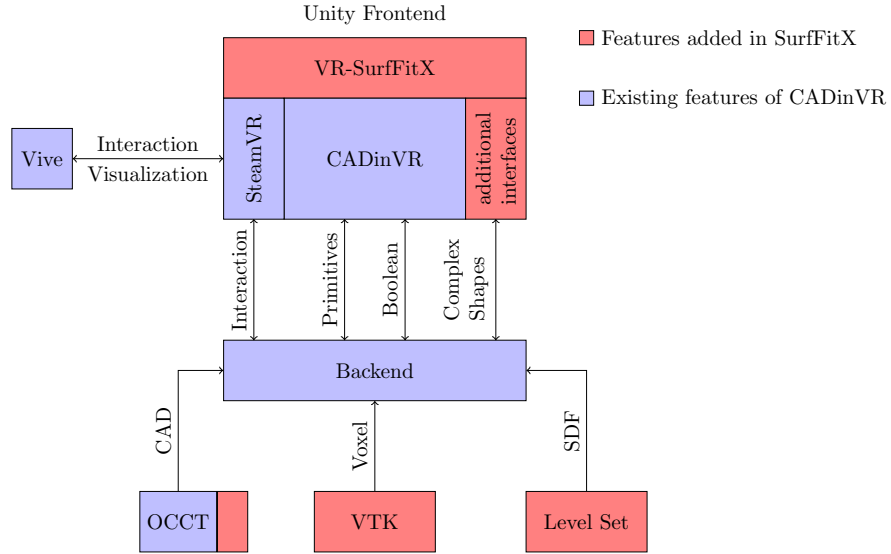 Unity Frontend
Features added in SurfFitX
VR-SurfFitX
Existing features of CADinVR
Vive
Interaction
Visualization
SteamVR
CADinVR
additional
interfaces
Interaction
Primitives
Boolean
Complex
Shapes
Backend
CAD
Voxel
SDF
OCCT
VTK
Level Set